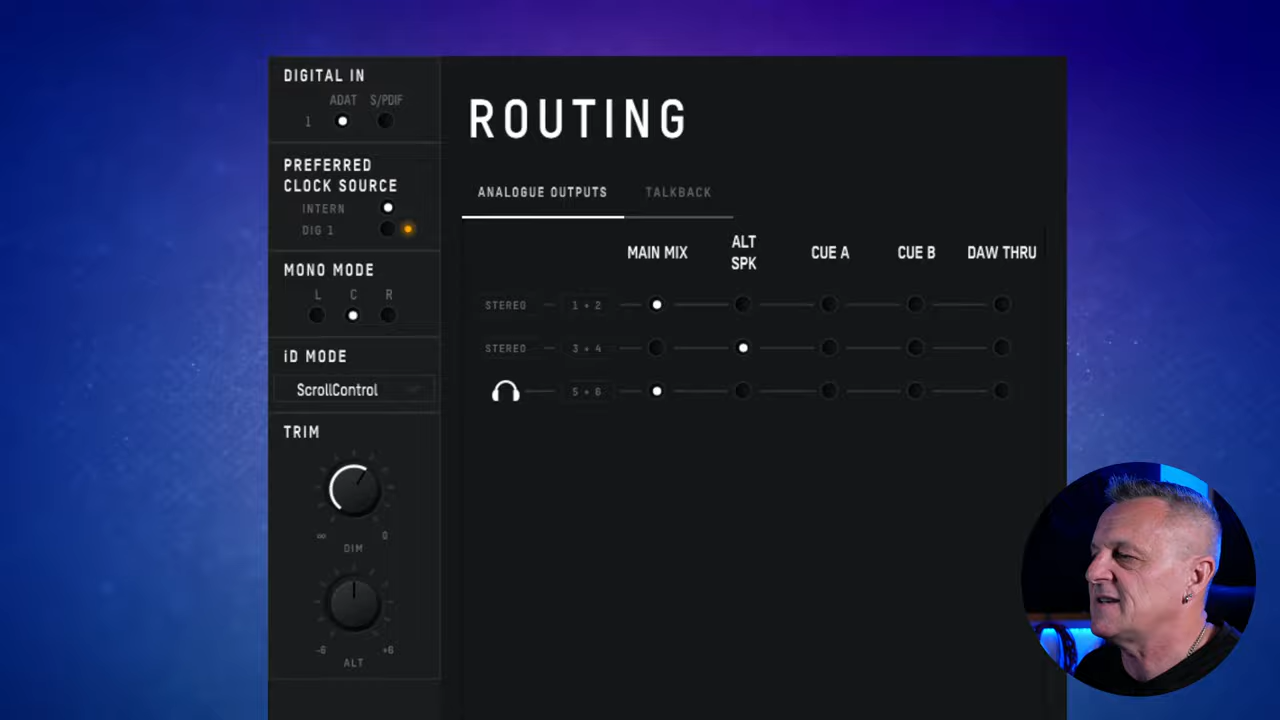 DIGITAL IN
ADAT S/PDIF
1
PREFERRED
CLOCK SOURCE
INTERN
DIG 1
MONO MODE
L C R
iD MODE
ScrollControl
TRIM
∞ 0
DIM
-6 +6
ALT
ROUTING
ANALOGUE OUTPUTS TALKBACK
MAIN MIX ALT SPK CUE A CUE B DAW THRU
STEREO 1 + 2
STEREO 3 + 4
5 + 6